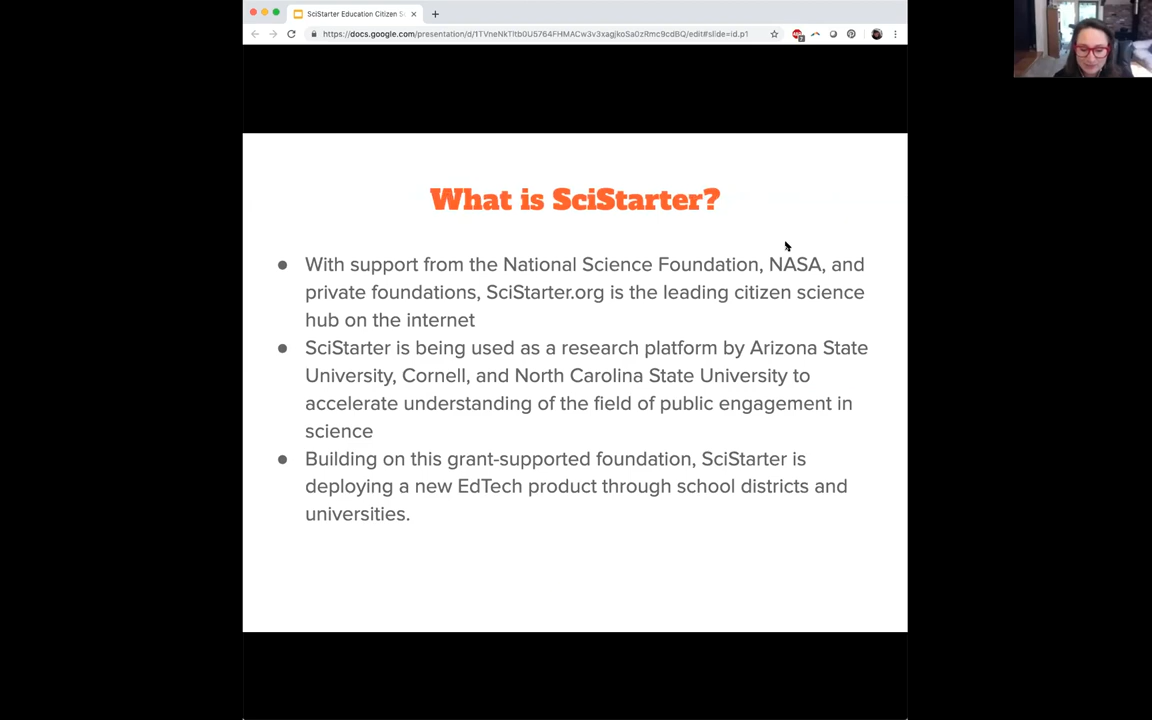 SciStarter Education Citizen S
https://docs.google.com/presentation/d/1TVneNkTltb0U5764FHMACw3v3xagjkoSa0zRmc9cdBQ/edit#slide=id.p1
What is SciStarter?
● With support from the National Science Foundation, NASA, and
private foundations, SciStarter.org is the leading citizen science
hub on the internet
● SciStarter is being used as a research platform by Arizona State
University, Cornell, and North Carolina State University to
accelerate understanding of the field of public engagement in
science
● Building on this grant-supported foundation, SciStarter is
deploying a new EdTech product through school districts and
universities.